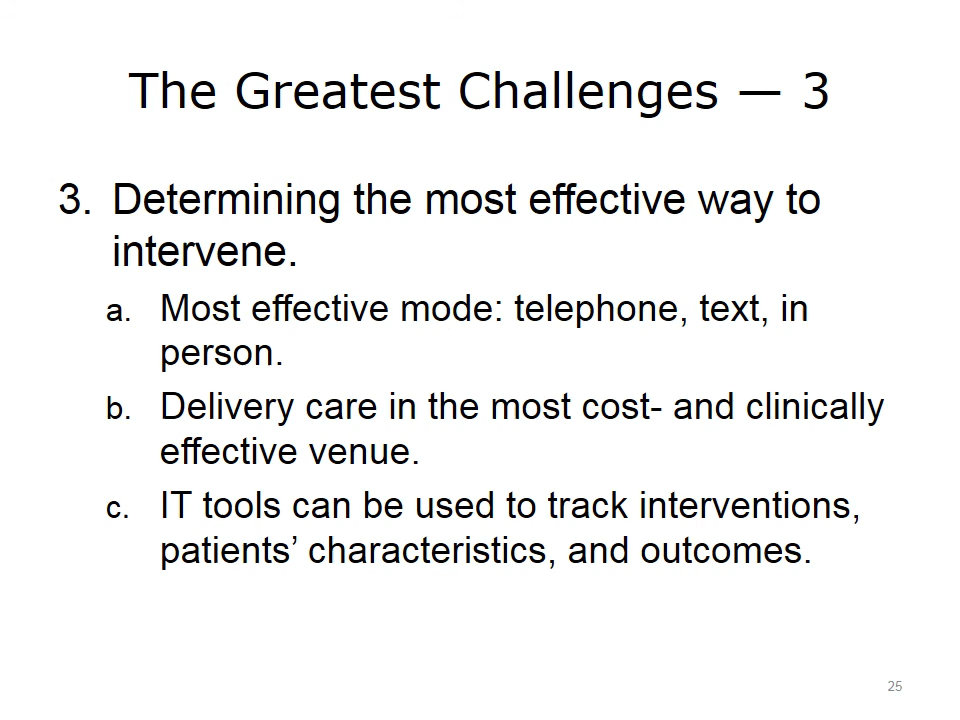 The Greatest Challenges — 3
3. Determining the most effective way to
intervene.
a. Most effective mode: telephone, text, in
person.
b. Delivery care in the most cost- and clinically
effective venue.
c. IT tools can be used to track interventions,
patients’ characteristics, and outcomes.
25